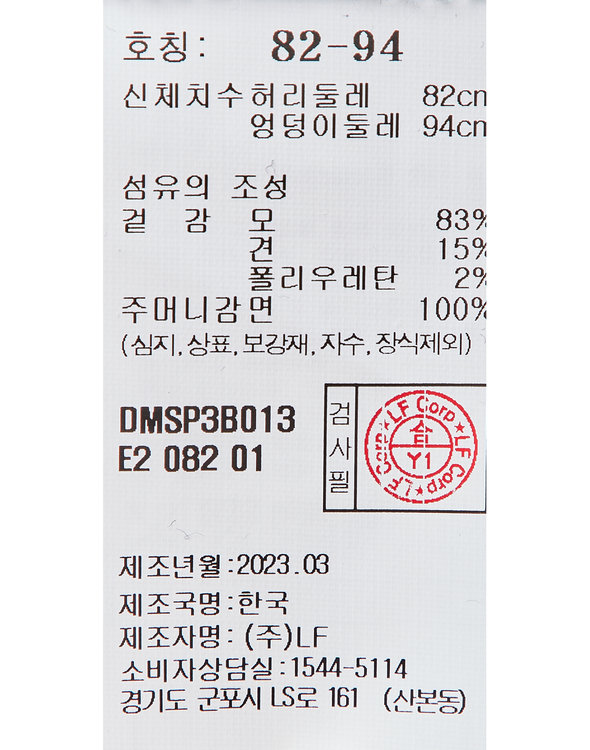 호칭: 82-94
신체치수 허리둘레 82cm
엉덩이둘레 94cm
섬유의 조성
겉 감 모 83%
견 15%
폴리우레탄 2%
주머니감 면 100%
(심지, 상표, 보강재, 자수, 장식제외)
DMSP3B013
E2 082 01
검사필
LF Corp ★ LF Corp ★ LF Corp ★
Y1
제조년월:2023.03
제조국명:한국
제조자명: (주)LF
소비자상담실:1544-5114
경기도 군포시 LS로 161 (산본동)